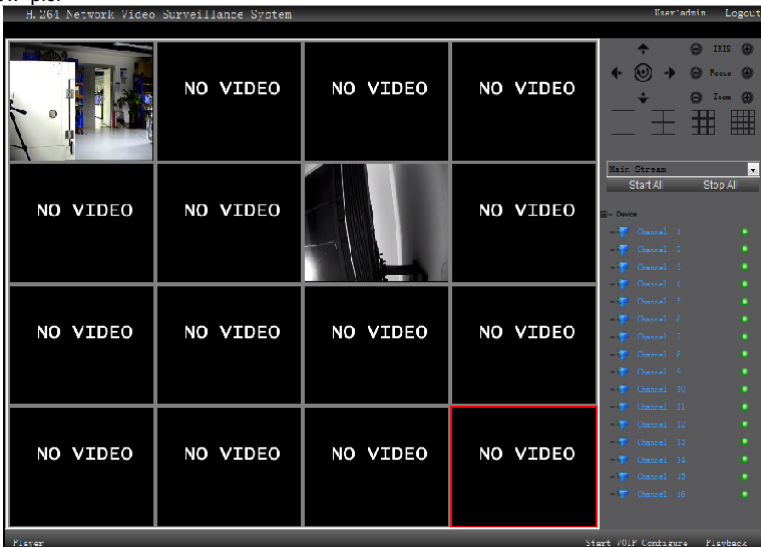 H.264 Network Video Surveillance System User:admin Logout
NO VIDEO NO VIDEO NO VIDEO
IRIS
Focus
Zoom
Main Stream
Start All Stop All
NO VIDEO NO VIDEO NO VIDEO
Device
Channel 1
Channel 2
Channel 3
Channel 4
Channel 5
Channel 6
Channel 7
Channel 8
Channel 9
Channel 10
Channel 11
Channel 12
Channel 13
Channel 14
Channel 15
Channel 16
NO VIDEO NO VIDEO NO VIDEO NO VIDEO
NO VIDEO NO VIDEO NO VIDEO NO VIDEO
Player Start VOIP Configure Playback